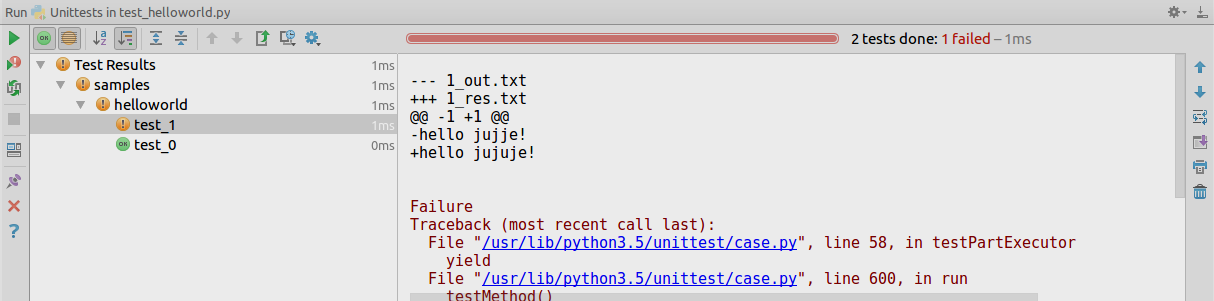 Run Unittests in test_helloworld.py
OK a z 2 tests done: 1 failed – 1ms
Test Results 1ms
samples 1ms
helloworld 1ms
test_1 1ms
OK test_0 0ms
--- 1_out.txt
+++ 1_res.txt
@@ -1 +1 @@
-hello jujje!
+hello jujuje!
Failure
Traceback (most recent call last):
File "/usr/lib/python3.5/unittest/case.py", line 58, in testPartExecutor
yield
File "/usr/lib/python3.5/unittest/case.py", line 600, in run
testMethod()